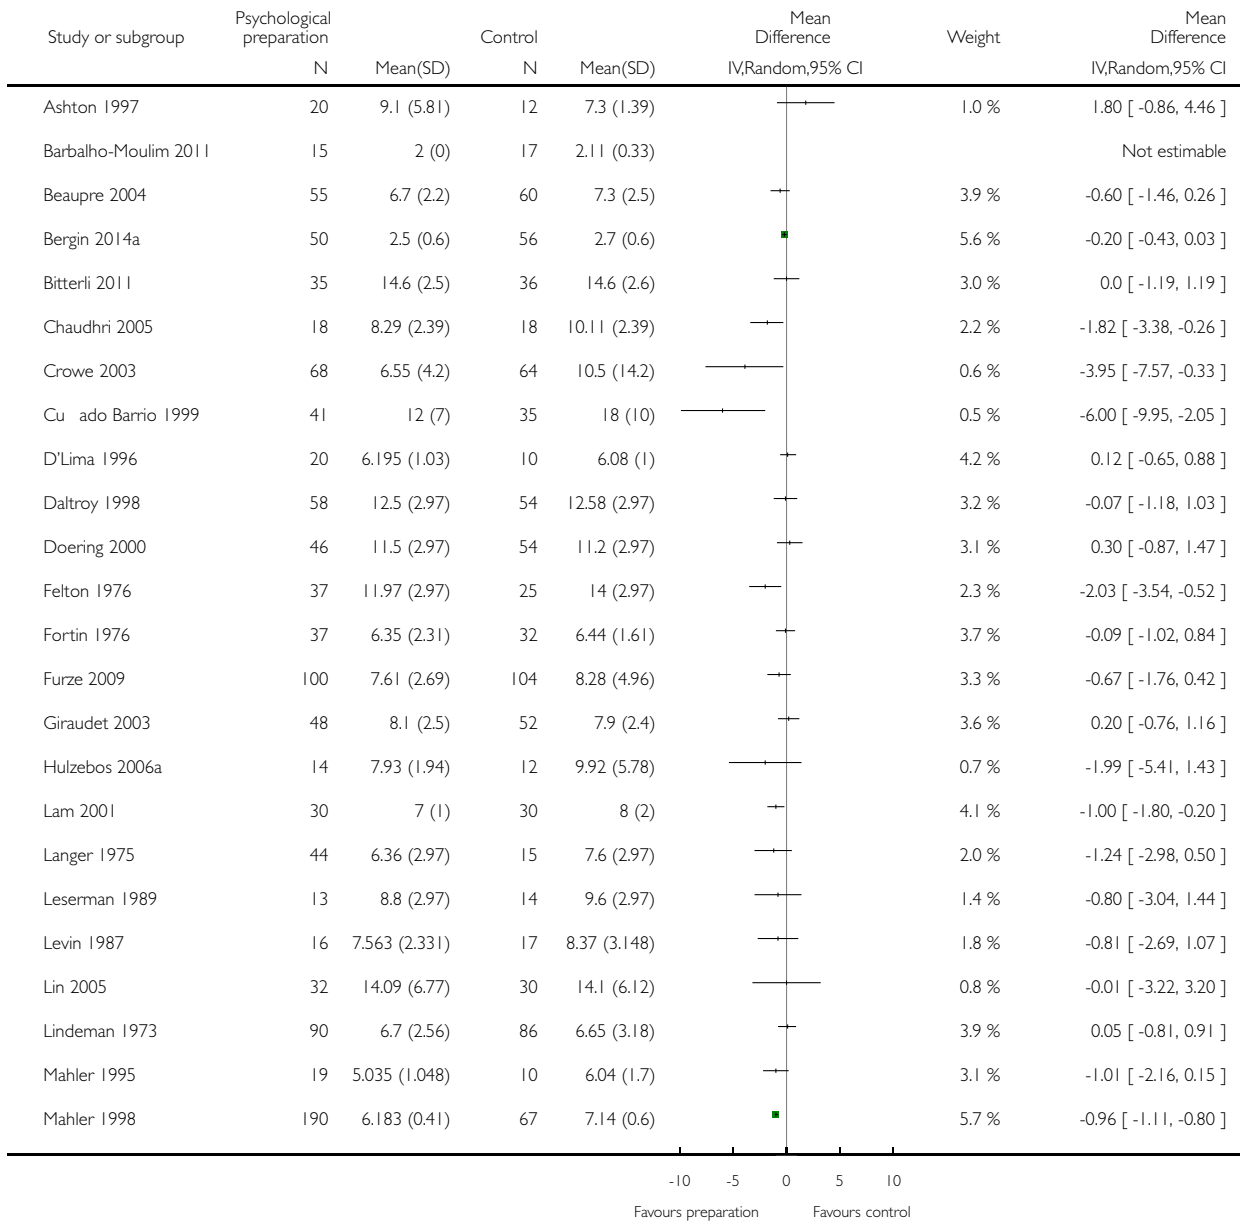 Psychological Mean Mean
Study or subgroup preparation Control Difference Weight Difference
N Mean(SD) N Mean(SD) IV,Random,95% CI IV,Random,95% CI
Ashton 1997 20 9.1 (5.81) 12 7.3 (1.39) 1.0 % 1.80 [ -0.86, 4.46 ]
Barbalho-Moulim 2011 15 2 (0) 17 2.11 (0.33) Not estimable
Beaupre 2004 55 6.7 (2.2) 60 7.3 (2.5) 3.9 % -0.60 [ -1.46, 0.26 ]
Bergin 2014a 50 2.5 (0.6) 56 2.7 (0.6) 5.6 % -0.20 [ -0.43, 0.03 ]
Bitterli 2011 35 14.6 (2.5) 36 14.6 (2.6) 3.0 % 0.0 [ -1.19, 1.19 ]
Chaudhri 2005 18 8.29 (2.39) 18 10.11 (2.39) 2.2 % -1.82 [ -3.38, -0.26 ]
Crowe 2003 68 6.55 (4.2) 64 10.5 (14.2) 0.6 % -3.95 [ -7.57, -0.33 ]
Cu ado Barrio 1999 41 12 (7) 35 18 (10) 0.5 % -6.00 [ -9.95, -2.05 ]
D'Lima 1996 20 6.195 (1.03) 10 6.08 (1) 4.2 % 0.12 [ -0.65, 0.88 ]
Daltroy 1998 58 12.5 (2.97) 54 12.58 (2.97) 3.2 % -0.07 [ -1.18, 1.03 ]
Doering 2000 46 11.5 (2.97) 54 11.2 (2.97) 3.1 % 0.30 [ -0.87, 1.47 ]
Felton 1976 37 11.97 (2.97) 25 14 (2.97) 2.3 % -2.03 [ -3.54, -0.52 ]
Fortin 1976 37 6.35 (2.31) 32 6.44 (1.61) 3.7 % -0.09 [ -1.02, 0.84 ]
Furze 2009 100 7.61 (2.69) 104 8.28 (4.96) 3.3 % -0.67 [ -1.76, 0.42 ]
Giraudet 2003 48 8.1 (2.5) 52 7.9 (2.4) 3.6 % 0.20 [ -0.76, 1.16 ]
Hulzebos 2006a 14 7.93 (1.94) 12 9.92 (5.78) 0.7 % -1.99 [ -5.41, 1.43 ]
Lam 2001 30 7 (1) 30 8 (2) 4.1 % -1.00 [ -1.80, -0.20 ]
Langer 1975 44 6.36 (2.97) 15 7.6 (2.97) 2.0 % -1.24 [ -2.98, 0.50 ]
Leserman 1989 13 8.8 (2.97) 14 9.6 (2.97) 1.4 % -0.80 [ -3.04, 1.44 ]
Levin 1987 16 7.563 (2.331) 17 8.37 (3.148) 1.8 % -0.81 [ -2.69, 1.07 ]
Lin 2005 32 14.09 (6.77) 30 14.1 (6.12) 0.8 % -0.01 [ -3.22, 3.20 ]
Lindeman 1973 90 6.7 (2.56) 86 6.65 (3.18) 3.9 % 0.05 [ -0.81, 0.91 ]
Mahler 1995 19 5.035 (1.048) 10 6.04 (1.7) 3.1 % -1.01 [ -2.16, 0.15 ]
Mahler 1998 190 6.183 (0.41) 67 7.14 (0.6) 5.7 % -0.96 [ -1.11, -0.80 ]
-10 -5 0 5 10
Favours preparation Favours control